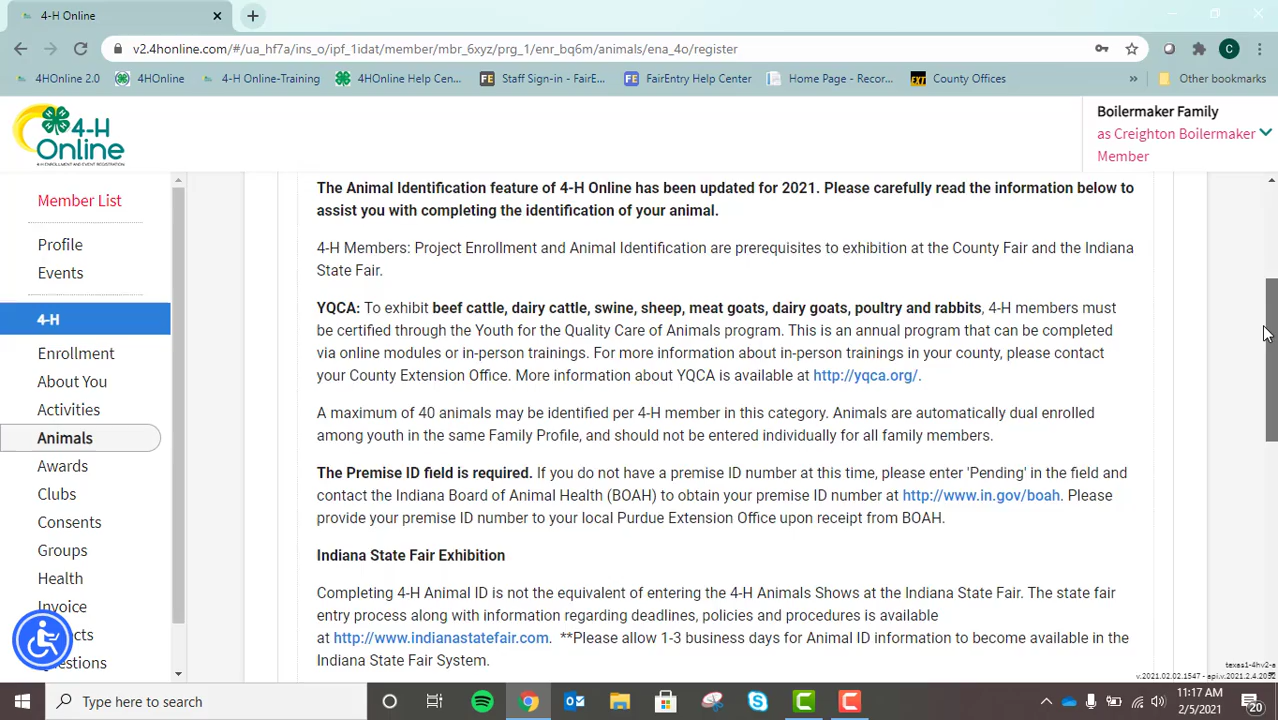 4-H Online
v2.4honline.com/#/ua_hf7a/ins_o/ipf_1idat/member/mbr_6xyz/prg_1/enr_bq6m/animals/ena_4o/register
C
4HOnline 2.0
4HOnline
4-H Online-Training
4HOnline Help Cen...
FE Staff Sign-in - FairE...
FE FairEntry Help Center
Home Page - Recor...
EXT County Offices
»
Other bookmarks
4-H
Online
4-H ENROLLMENT AND EVENT REGISTRATION
Boilermaker Family
as Creighton Boilermaker
Member
Member List
Profile
Events
4-H
Enrollment
About You
Activities
Animals
Awards
Clubs
Consents
Groups
Health
Invoice
cts
estions
The Animal Identification feature of 4-H Online has been updated for 2021. Please carefully read the information below to
assist you with completing the identification of your animal.
4-H Members: Project Enrollment and Animal Identification are prerequisites to exhibition at the County Fair and the Indiana
State Fair.
YQCA: To exhibit beef cattle, dairy cattle, swine, sheep, meat goats, dairy goats, poultry and rabbits, 4-H members must
be certified through the Youth for the Quality Care of Animals program. This is an annual program that can be completed
via online modules or in-person trainings. For more information about in-person trainings in your county, please contact
your County Extension Office. More information about YQCA is available at http://yqca.org/.
A maximum of 40 animals may be identified per 4-H member in this category. Animals are automatically dual enrolled
among youth in the same Family Profile, and should not be entered individually for all family members.
The Premise ID field is required. If you do not have a premise ID number at this time, please enter 'Pending' in the field and
contact the Indiana Board of Animal Health (BOAH) to obtain your premise ID number at http://www.in.gov/boah. Please
provide your premise ID number to your local Purdue Extension Office upon receipt from BOAH.
Indiana State Fair Exhibition
Completing 4-H Animal ID is not the equivalent of entering the 4-H Animals Shows at the Indiana State Fair. The state fair
entry process along with information regarding deadlines, policies and procedures is available
at http://www.indianastatefair.com. **Please allow 1-3 business days for Animal ID information to become available in the
Indiana State Fair System.
texas1-4hv2-s
Type here to search
11:17 AM
2/5/2021
20